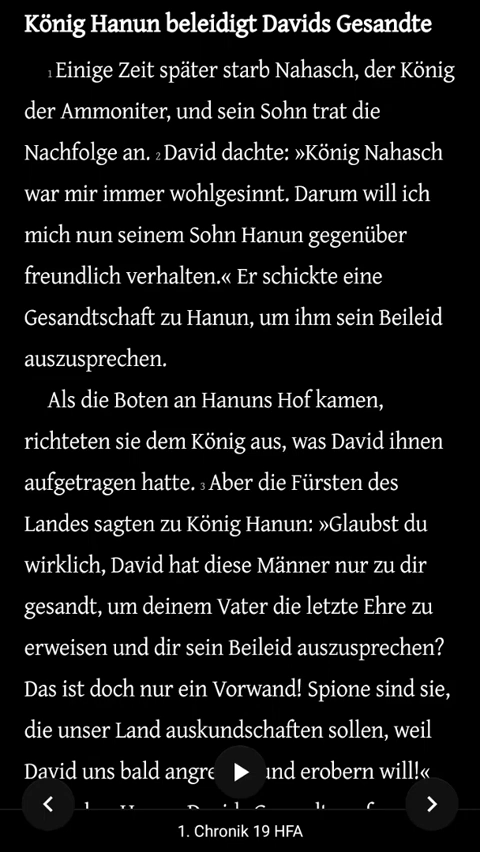 König Hanun beleidigt Davids Gesandte
1 Einige Zeit später starb Nahasch, der König
der Ammoniter, und sein Sohn trat die
Nachfolge an. 2 David dachte: »König Nahasch
war mir immer wohlgesinnt. Darum will ich
mich nun seinem Sohn Hanun gegenüber
freundlich verhalten.« Er schickte eine
Gesandtschaft zu Hanun, um ihm sein Beileid
auszusprechen.
Als die Boten an Hanuns Hof kamen,
richteten sie dem König aus, was David ihnen
aufgetragen hatte. 3 Aber die Fürsten des
Landes sagten zu König Hanun: »Glaubst du
wirklich, David hat diese Männer nur zu dir
gesandt, um deinem Vater die letzte Ehre zu
erweisen und dir sein Beileid auszusprechen?
Das ist doch nur ein Vorwand! Spione sind sie,
die unser Land auskundschaften sollen, weil
David uns bald und erobern will!«
1. Chronik 19 HFA